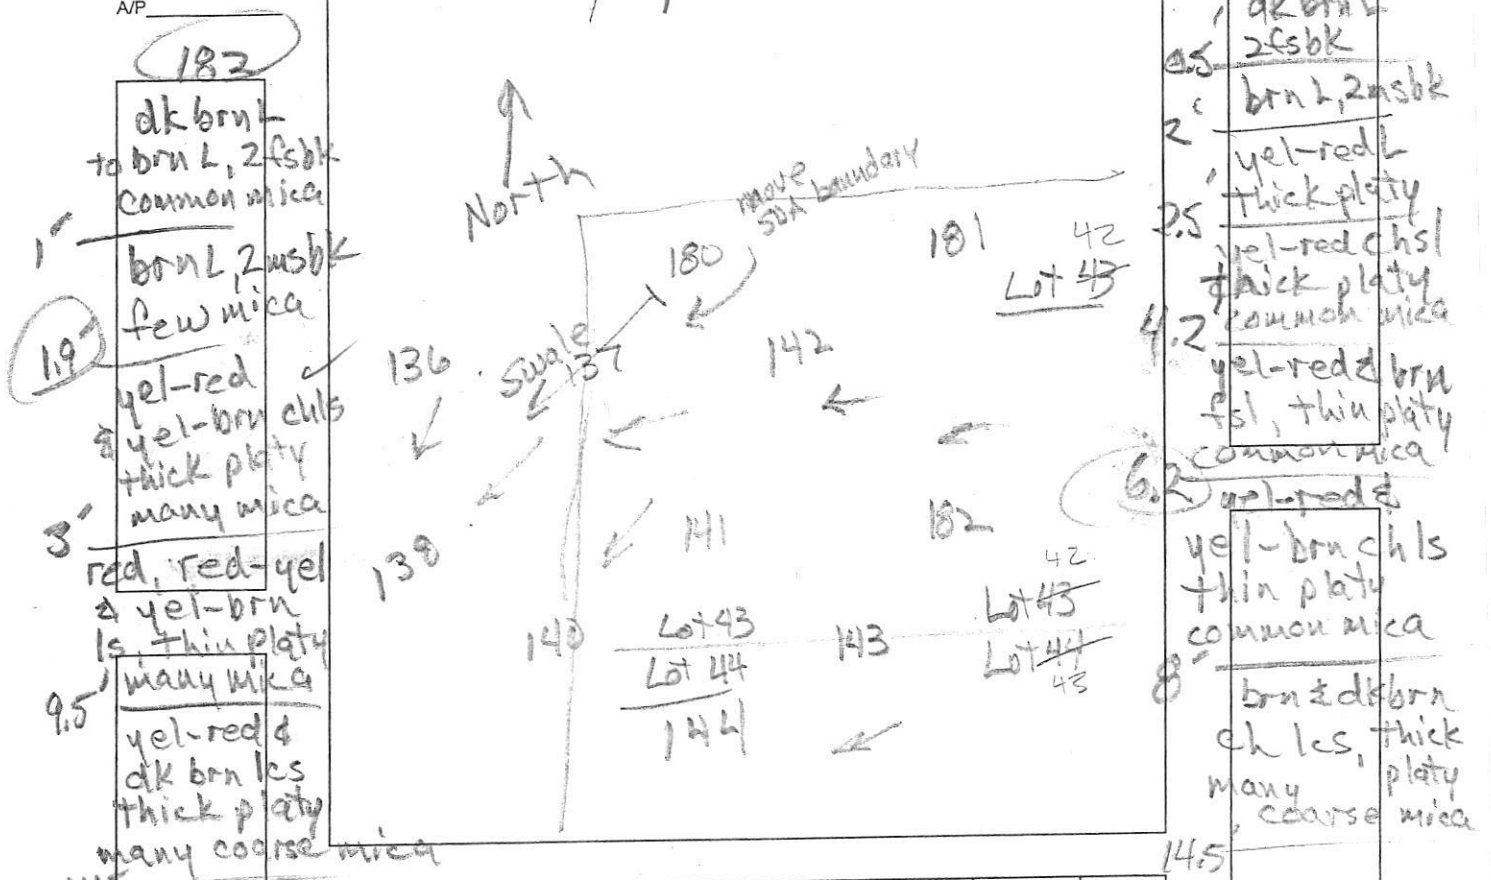 A/P
182
dk brn L
to brn L, 2fsbk
common mica
1'
brn L, 2msbk
few mica
1.9'
yel-red
& yel-brn chls
thick platy
many mica
3'
red, red-yel
& yel-brn
ls, thin platy
many mica
9.5'
yel-red &
dk brn lcs
thick platy
many coarse mica
North
move
SDA boundary
180
181
42
Lot 43
Swale
136
137
142
138
141
182
42
Lot 43
Lot 44
43
140
Lot 43
Lot 44
143
144
dk brn L
2fsbk
0.5'
brn L, 2msbk
2'
yel-red L
thick platy
2.5'
yel-red chsl
thick platy
common mica
4.2'
yel-red & brn
fsl, thin platy
common mica
6.2
yel-red &
yel-brn chls
thin platy
common mica
8'
brn & dk brn
ch lcs, thick
platy
many
, coarse mica
14.5